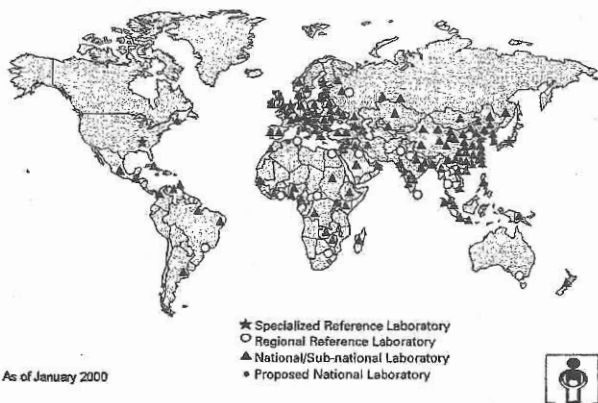 ★ Specialized Reference Laboratory
○ Regional Reference Laboratory
▲ National/Sub-national Laboratory
• Proposed National Laboratory
As of January 2000